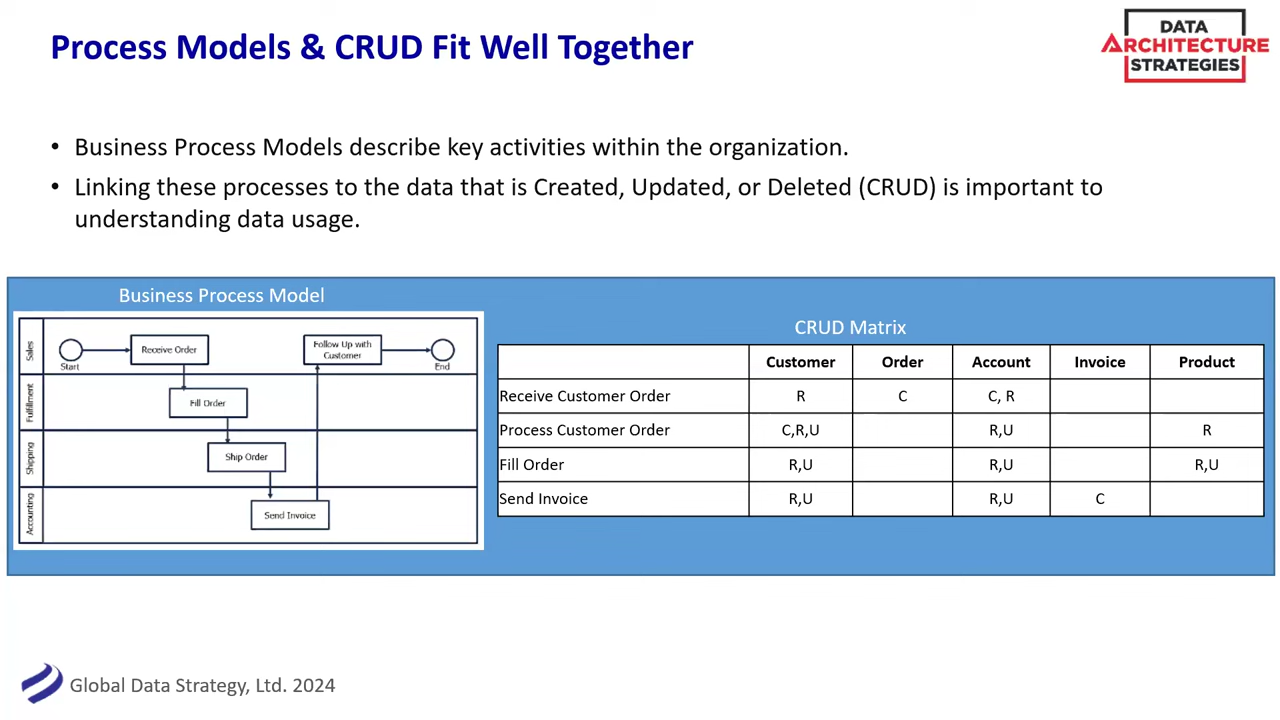 Process Models & CRUD Fit Well Together
DATA
ARCHITECTURE
STRATEGIES
• Business Process Models describe key activities within the organization.
• Linking these processes to the data that is Created, Updated, or Deleted (CRUD) is important to
understanding data usage.
Business Process Model
Sales
Start
Receive Order
Follow Up with
Customer
End
Fulfillment
Fill Order
Shipping
Ship Order
Accounting
Send Invoice
CRUD Matrix
Customer Order Account Invoice Product
Receive Customer Order R C C, R
Process Customer Order C,R,U R,U R
Fill Order R,U R,U R,U
Send Invoice R,U R,U C
Global Data Strategy, Ltd. 2024